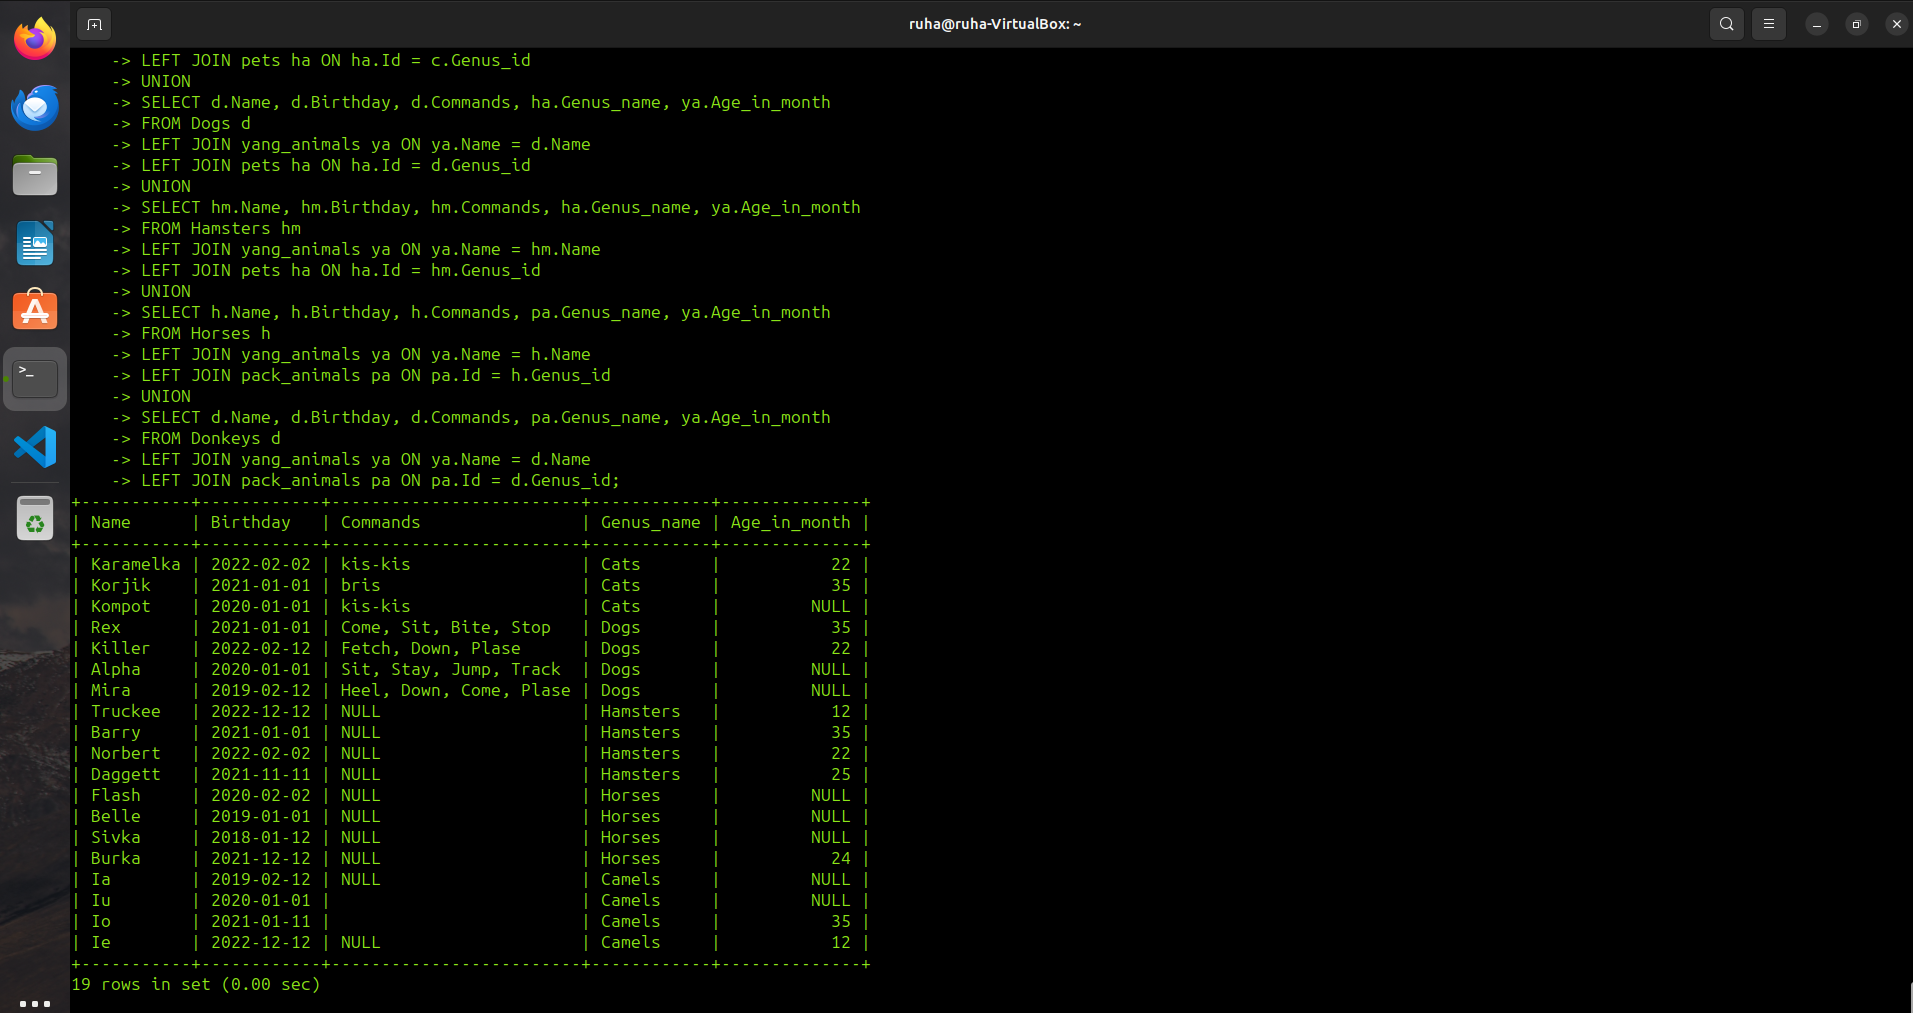 ruha@ruha-VirtualBox: ~
    -> LEFT JOIN pets ha ON ha.Id = c.Genus_id
    -> UNION
    -> SELECT d.Name, d.Birthday, d.Commands, ha.Genus_name, ya.Age_in_month
    -> FROM Dogs d
    -> LEFT JOIN yang_animals ya ON ya.Name = d.Name
    -> LEFT JOIN pets ha ON ha.Id = d.Genus_id
    -> UNION
    -> SELECT hm.Name, hm.Birthday, hm.Commands, ha.Genus_name, ya.Age_in_month
    -> FROM Hamsters hm
    -> LEFT JOIN yang_animals ya ON ya.Name = hm.Name
    -> LEFT JOIN pets ha ON ha.Id = hm.Genus_id
    -> UNION
    -> SELECT h.Name, h.Birthday, h.Commands, pa.Genus_name, ya.Age_in_month
    -> FROM Horses h
    -> LEFT JOIN yang_animals ya ON ya.Name = h.Name
    -> LEFT JOIN pack_animals pa ON pa.Id = h.Genus_id
    -> UNION
    -> SELECT d.Name, d.Birthday, d.Commands, pa.Genus_name, ya.Age_in_month
    -> FROM Donkeys d
    -> LEFT JOIN yang_animals ya ON ya.Name = d.Name
    -> LEFT JOIN pack_animals pa ON pa.Id = d.Genus_id;
+-----------+------------+-------------------------+------------+--------------+
| Name      | Birthday   | Commands                | Genus_name | Age_in_month |
+-----------+------------+-------------------------+------------+--------------+
| Karamelka | 2022-02-02 | kis-kis                 | Cats       |           22 |
| Korjik    | 2021-01-01 | bris                    | Cats       |           35 |
| Kompot    | 2020-01-01 | kis-kis                 | Cats       |         NULL |
| Rex       | 2021-01-01 | Come, Sit, Bite, Stop   | Dogs       |           35 |
| Killer    | 2022-02-12 | Fetch, Down, Plase      | Dogs       |           22 |
| Alpha     | 2020-01-01 | Sit, Stay, Jump, Track  | Dogs       |         NULL |
| Mira      | 2019-02-12 | Heel, Down, Come, Plase | Dogs       |         NULL |
| Truckee   | 2022-12-12 | NULL                    | Hamsters   |           12 |
| Barry     | 2021-01-01 | NULL                    | Hamsters   |           35 |
| Norbert   | 2022-02-02 | NULL                    | Hamsters   |           22 |
| Daggett   | 2021-11-11 | NULL                    | Hamsters   |           25 |
| Flash     | 2020-02-02 | NULL                    | Horses     |         NULL |
| Belle     | 2019-01-01 | NULL                    | Horses     |         NULL |
| Sivka     | 2018-01-12 | NULL                    | Horses     |         NULL |
| Burka     | 2021-12-12 | NULL                    | Horses     |           24 |
| Ia        | 2019-02-12 | NULL                    | Camels     |         NULL |
| Iu        | 2020-01-01 |                         | Camels     |         NULL |
| Io        | 2021-01-11 |                         | Camels     |           35 |
| Ie        | 2022-12-12 | NULL                    | Camels     |           12 |
+-----------+------------+-------------------------+------------+--------------+
19 rows in set (0.00 sec)